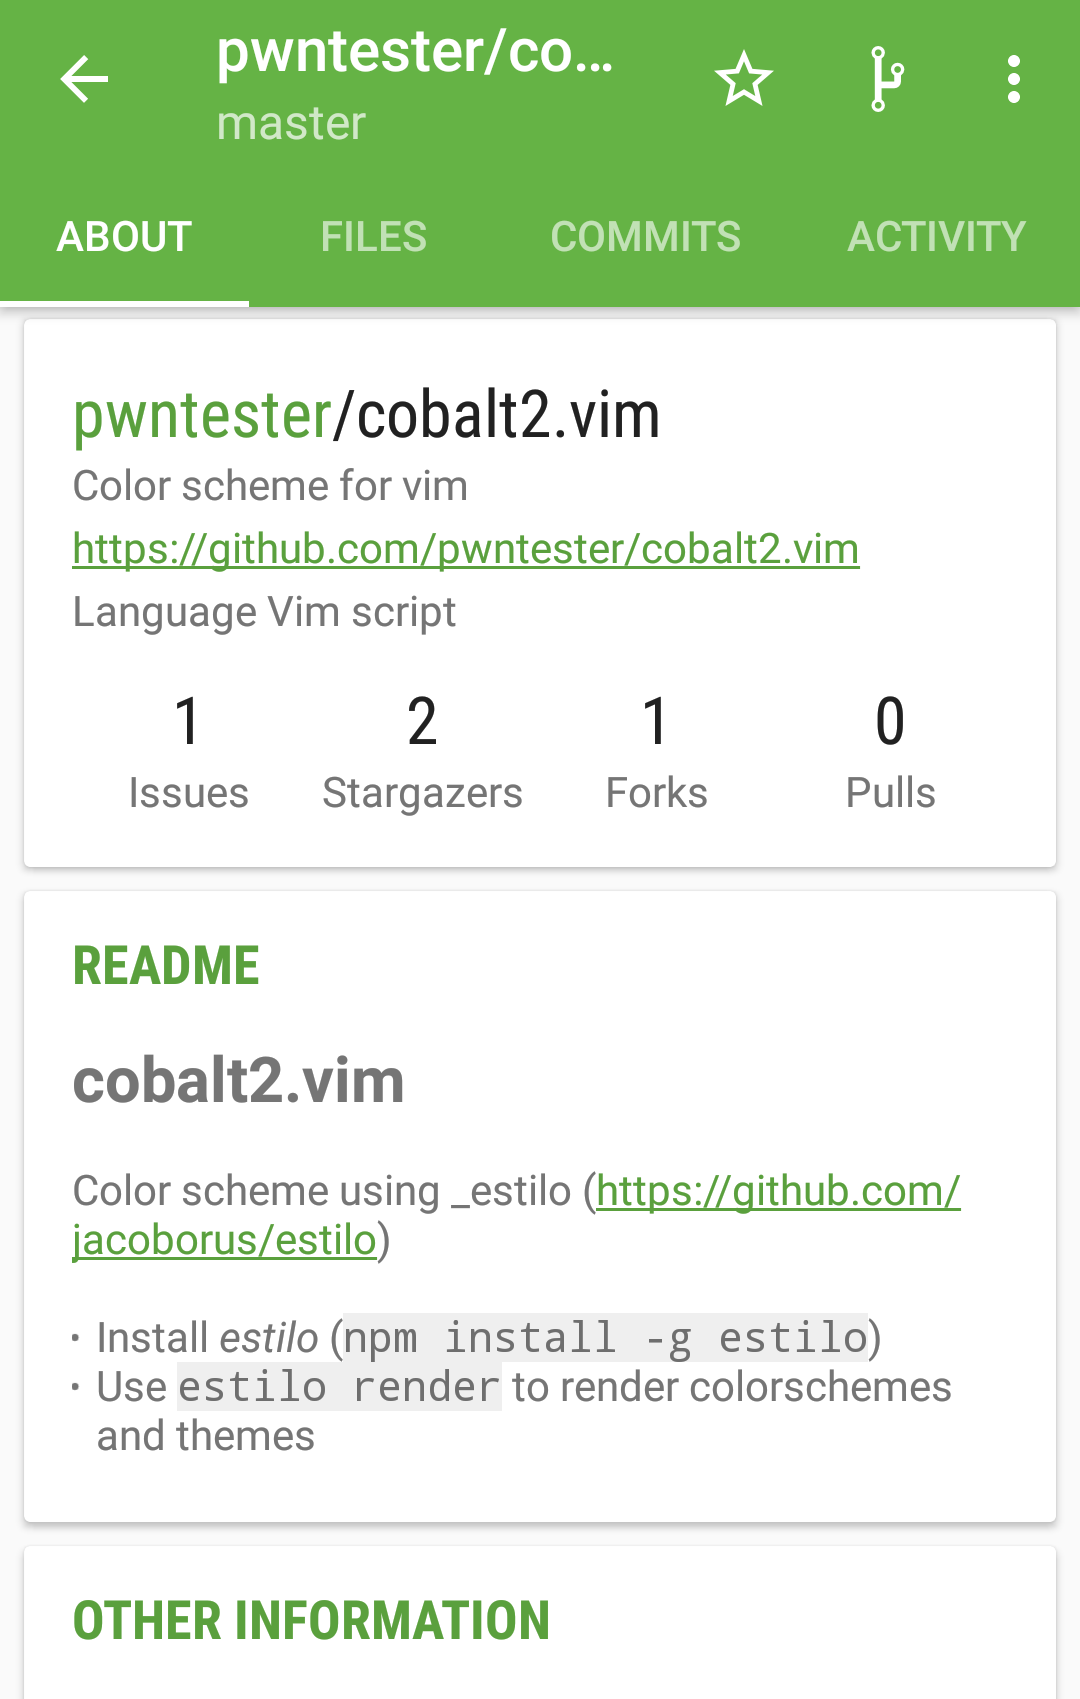 pwntester/co...
master
ABOUT FILES COMMITS ACTIVITY
pwntester/cobalt2.vim
Color scheme for vim
https://github.com/pwntester/cobalt2.vim
Language Vim script
1 2 1 0
Issues Stargazers Forks Pulls
README
cobalt2.vim
Color scheme using _estilo (https://github.com/
jacoborus/estilo)
• Install estilo (npm install -g estilo)
• Use estilo render to render colorschemes
and themes
OTHER INFORMATION